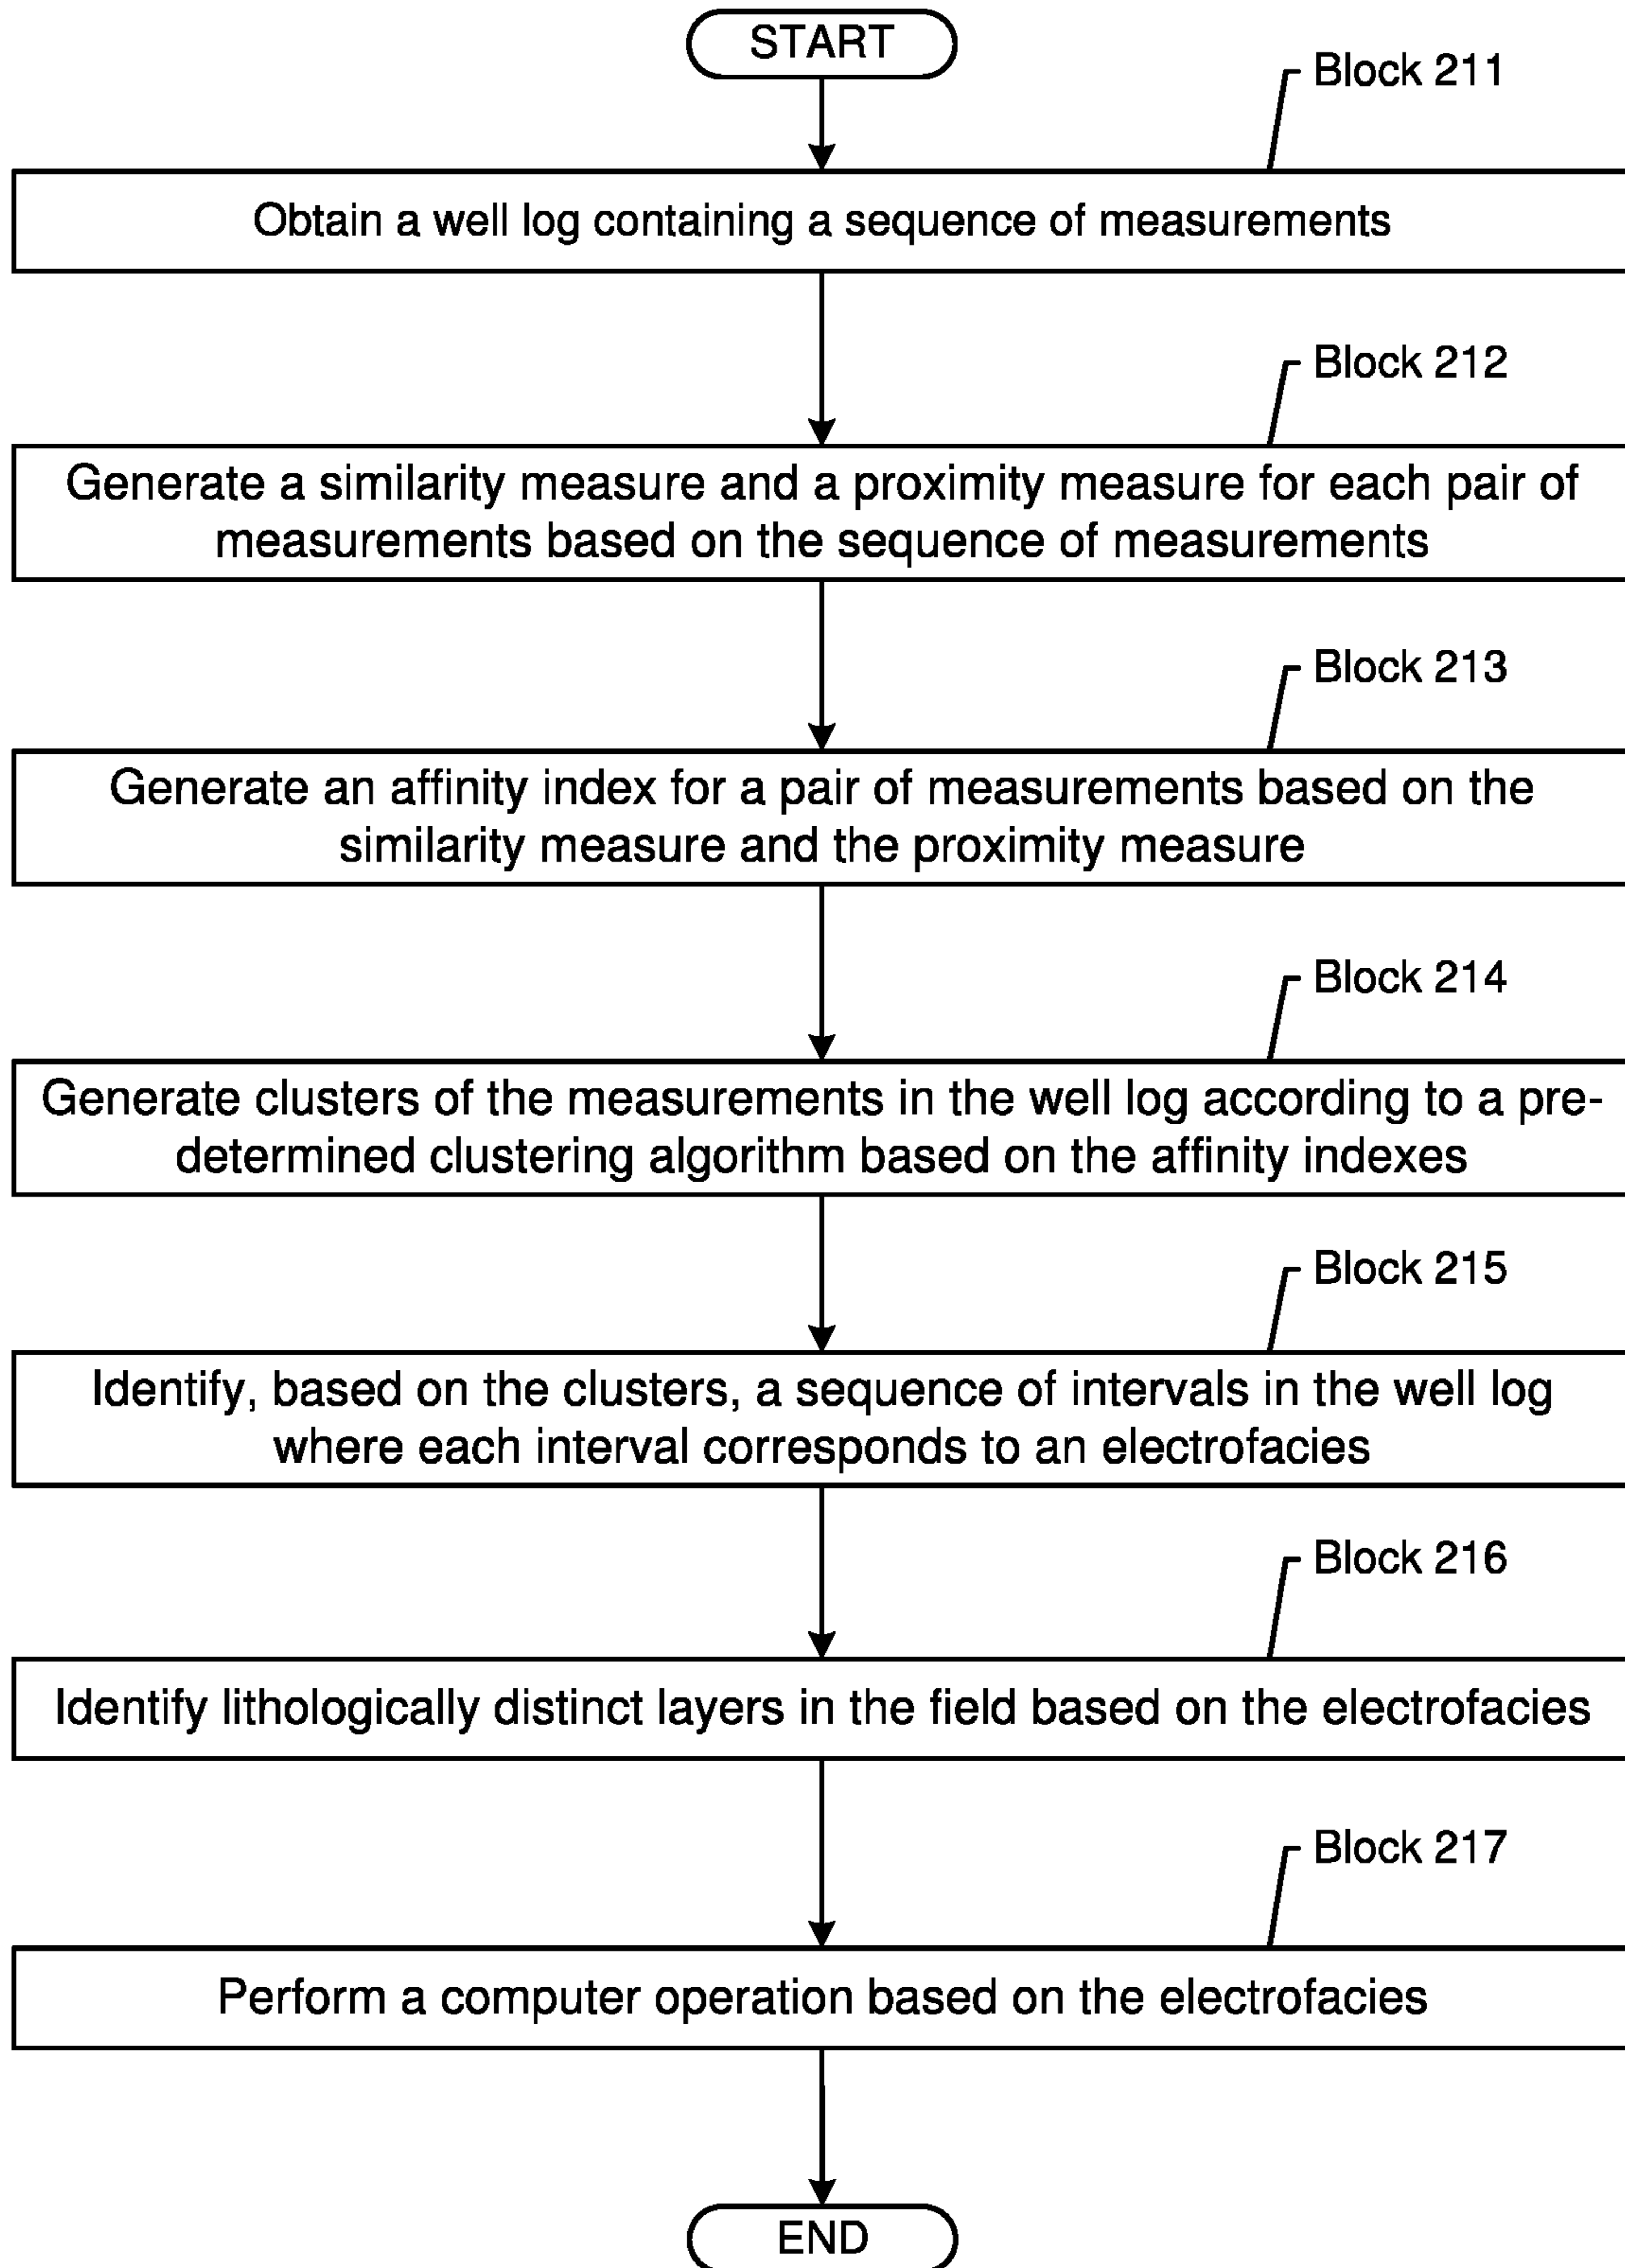 START
Block 211
Obtain a well log containing a sequence of measurements
Block 212
Generate a similarity measure and a proximity measure for each pair of
measurements based on the sequence of measurements
Block 213
Generate an affinity index for a pair of measurements based on the
similarity measure and the proximity measure
Block 214
Generate clusters of the measurements in the well log according to a pre-
determined clustering algorithm based on the affinity indexes
Block 215
Identify, based on the clusters, a sequence of intervals in the well log
where each interval corresponds to an electrofacies
Block 216
Identify lithologically distinct layers in the field based on the electrofacies
Block 217
Perform a computer operation based on the electrofacies
END